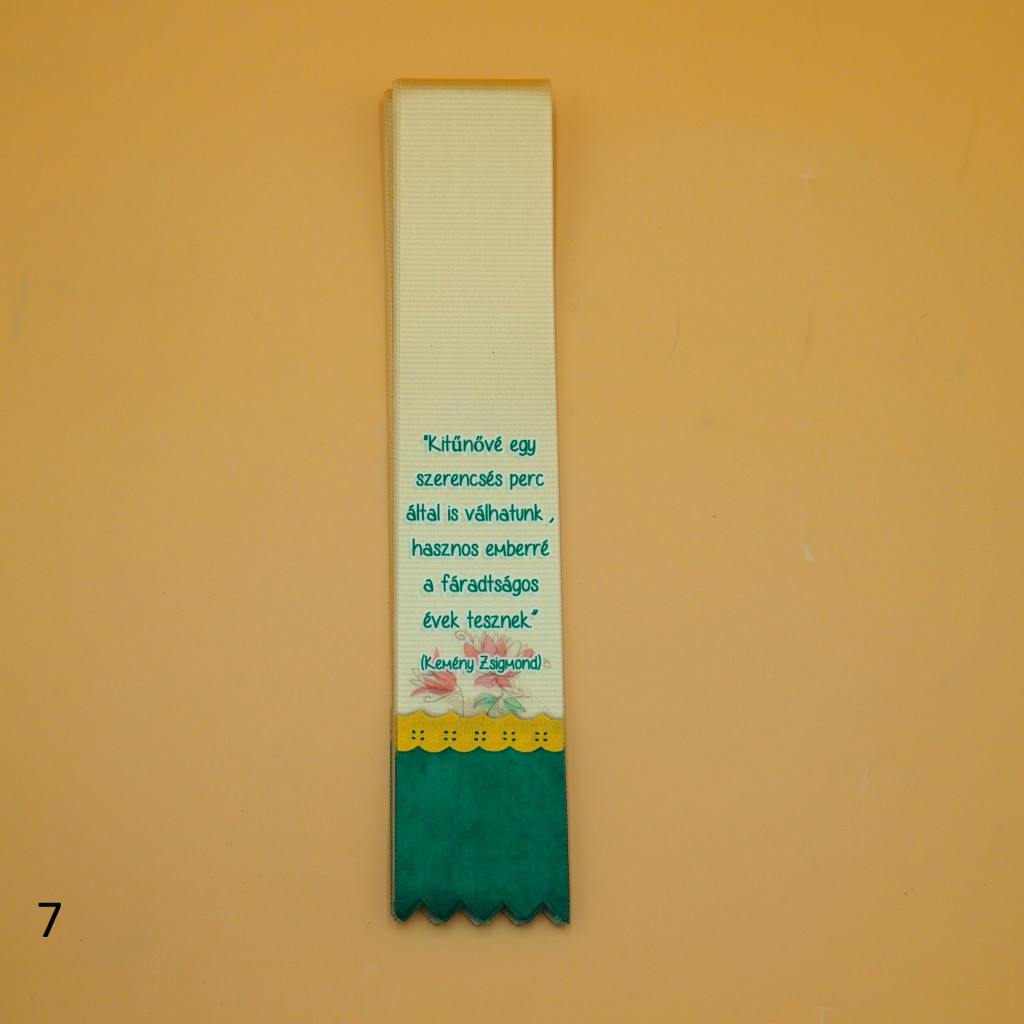 "Kitűnővé egy
szerencsés perc
által is válhatunk ,
hasznos emberré
a fáradtságos
évek tesznek."
(Kemény Zsigmond)
7